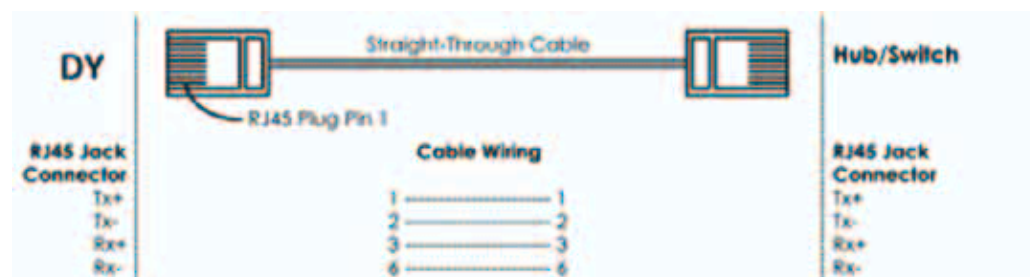 Straight-Through Cable
DY
Hub/Switch
RJ45 Plug Pin 1
RJ45 Jack
Connector
Cable Wiring
RJ45 Jack
Connector
Tx+ 1 1 Tx+
Tx- 2 2 Tx-
Rx+ 3 3 Rx+
Rx- 6 6 Rx-